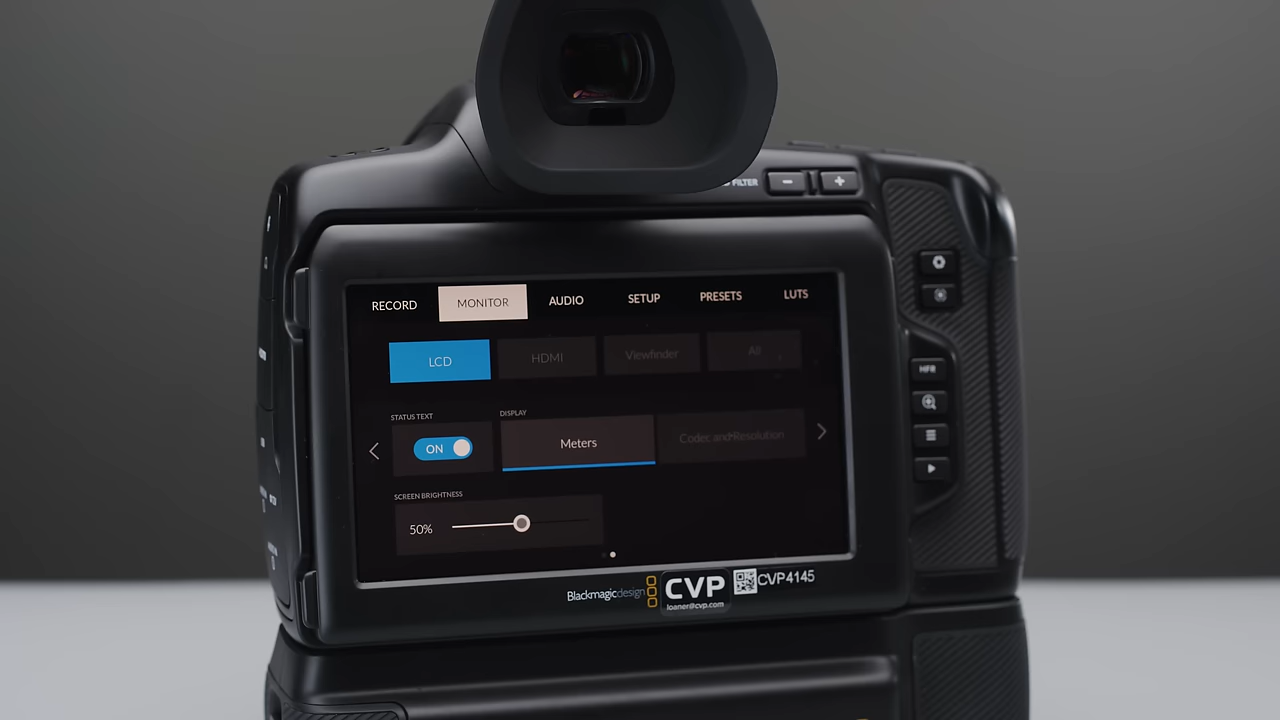 FILTER
RECORD MONITOR AUDIO SETUP PRESETS LUTS
LCD HDMI Viewfinder All
STATUS TEXT DISPLAY
ON Meters Codec and Resolution
SCREEN BRIGHTNESS
50%
HFR
Blackmagicdesign CVP CVP4145
loaner@cvp.com